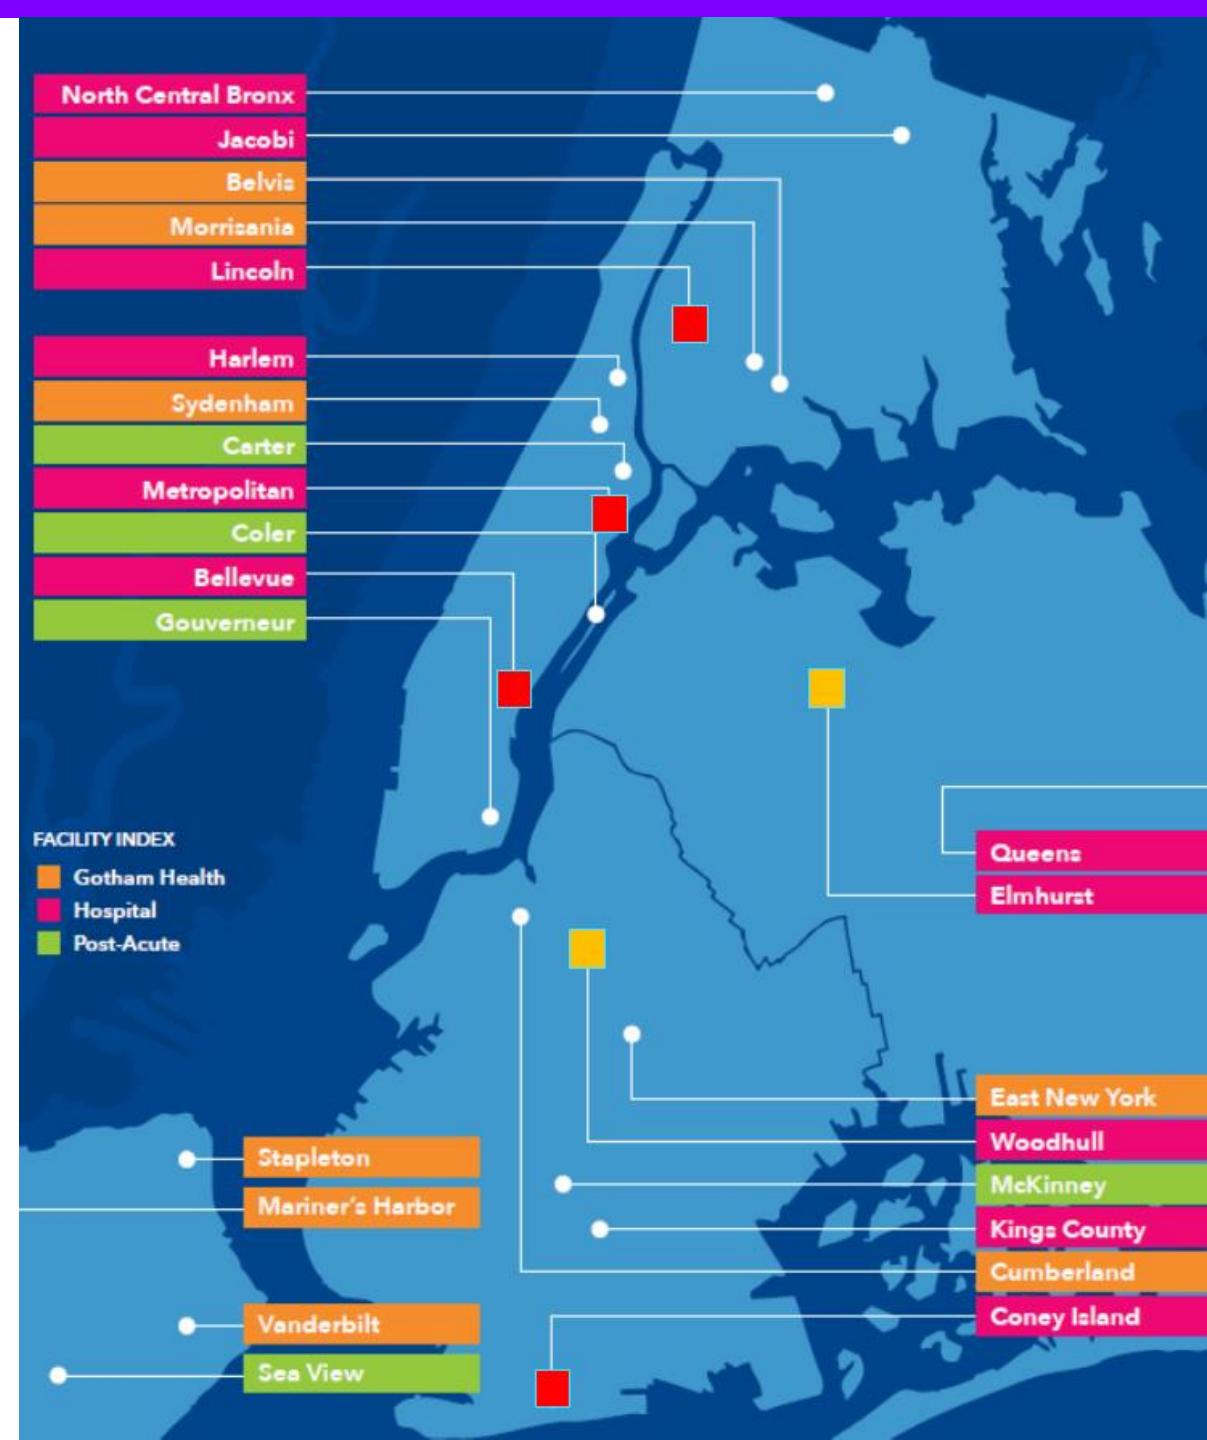 North Central Bronx
Jacobi
Belvis
Morrisania
Lincoln
Harlem
Sydenham
Carter
Metropolitan
Coler
Bellevue
Gouverneur
FACILITY INDEX
Gotham Health
Hospital
Post-Acute
Queens
Elmhurst
East New York
Woodhull
McKinney
Kings County
Cumberland
Coney Island
Stapleton
Mariner's Harbor
Vanderbilt
Sea View